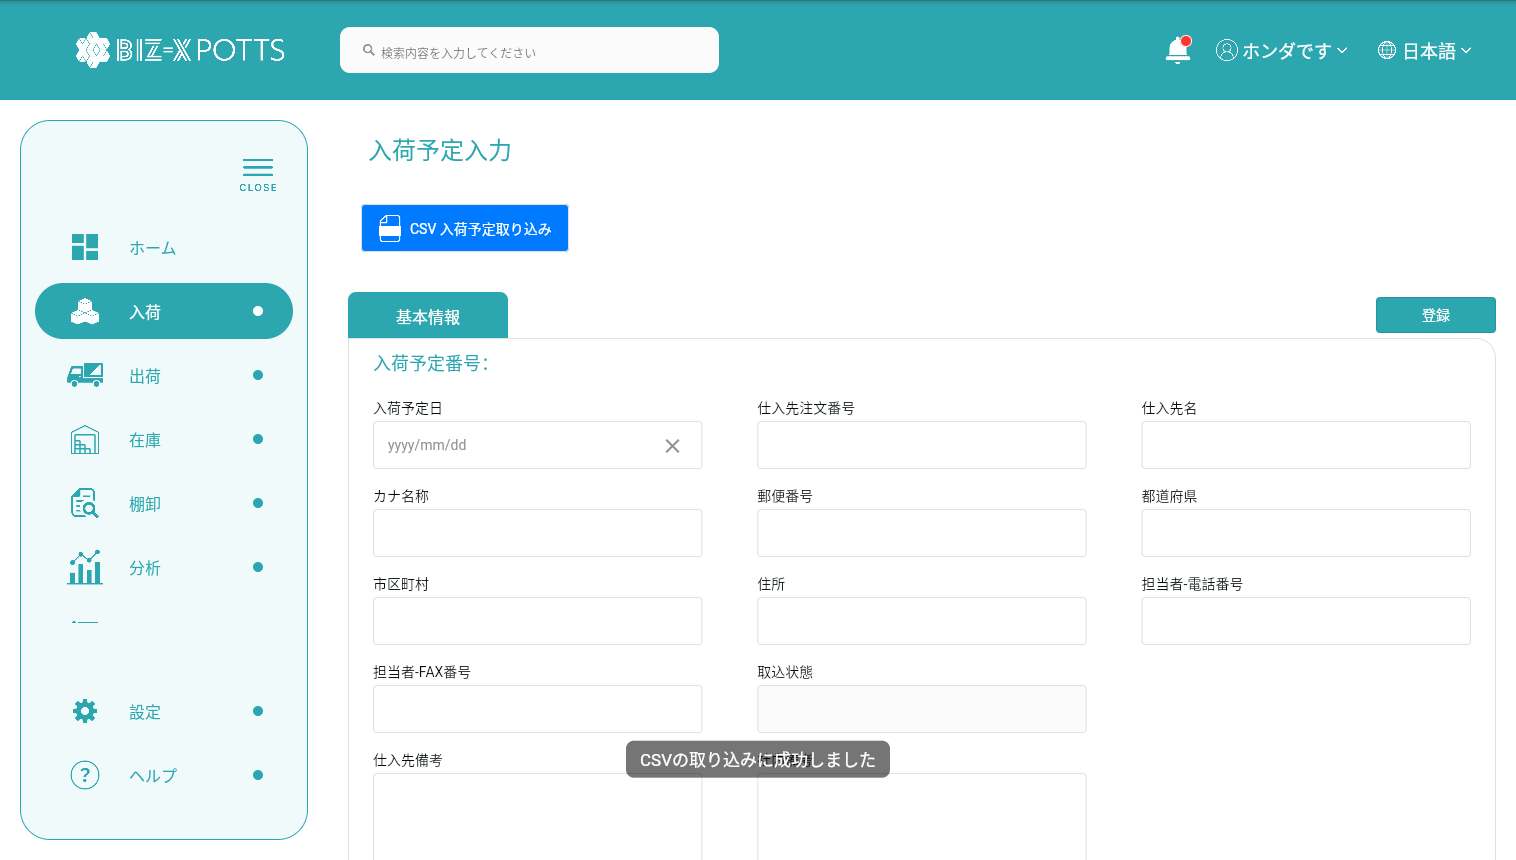 BIZ=X POTTS
検索内容を入力してください
ホンダです
日本語
CLOSE
ホーム
入荷
出荷
在庫
棚卸
分析
設定
ヘルプ
入荷予定入力
CSV 入荷予定取り込み
基本情報
登録
入荷予定番号:
入荷予定日
仕入先注文番号
仕入先名
yyyy/mm/dd
カナ名称
郵便番号
都道府県
市区町村
住所
担当者-電話番号
担当者-FAX番号
取込状態
仕入先備考
CSVの取り込みに成功しました